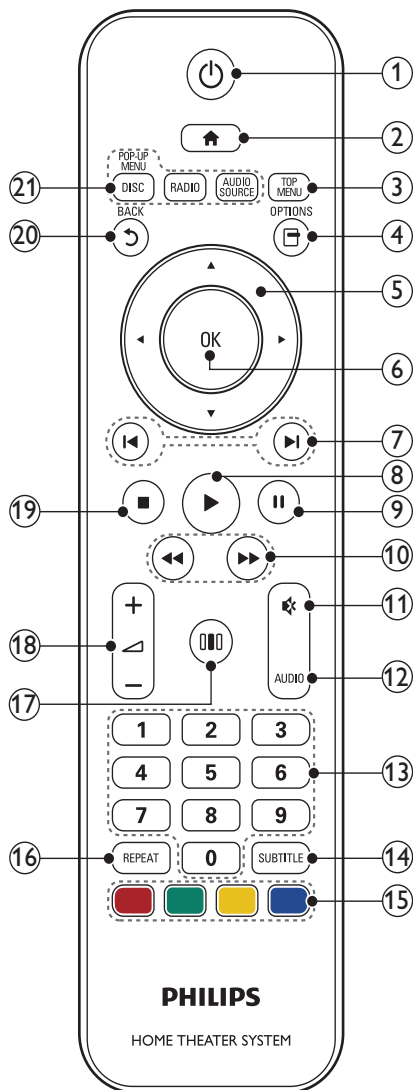 1
2
POP-UP
MENU
21
DISC
RADIO
AUDIO
SOURCE
TOP
MENU
3
20
BACK
OPTIONS
4
5
OK
6
7
8
19
9
10
11
18
17
AUDIO
12
1 2 3
4 5 6
13
7 8 9
16
REPEAT
0
SUBTITLE
14
15
PHILIPS
HOME THEATER SYSTEM